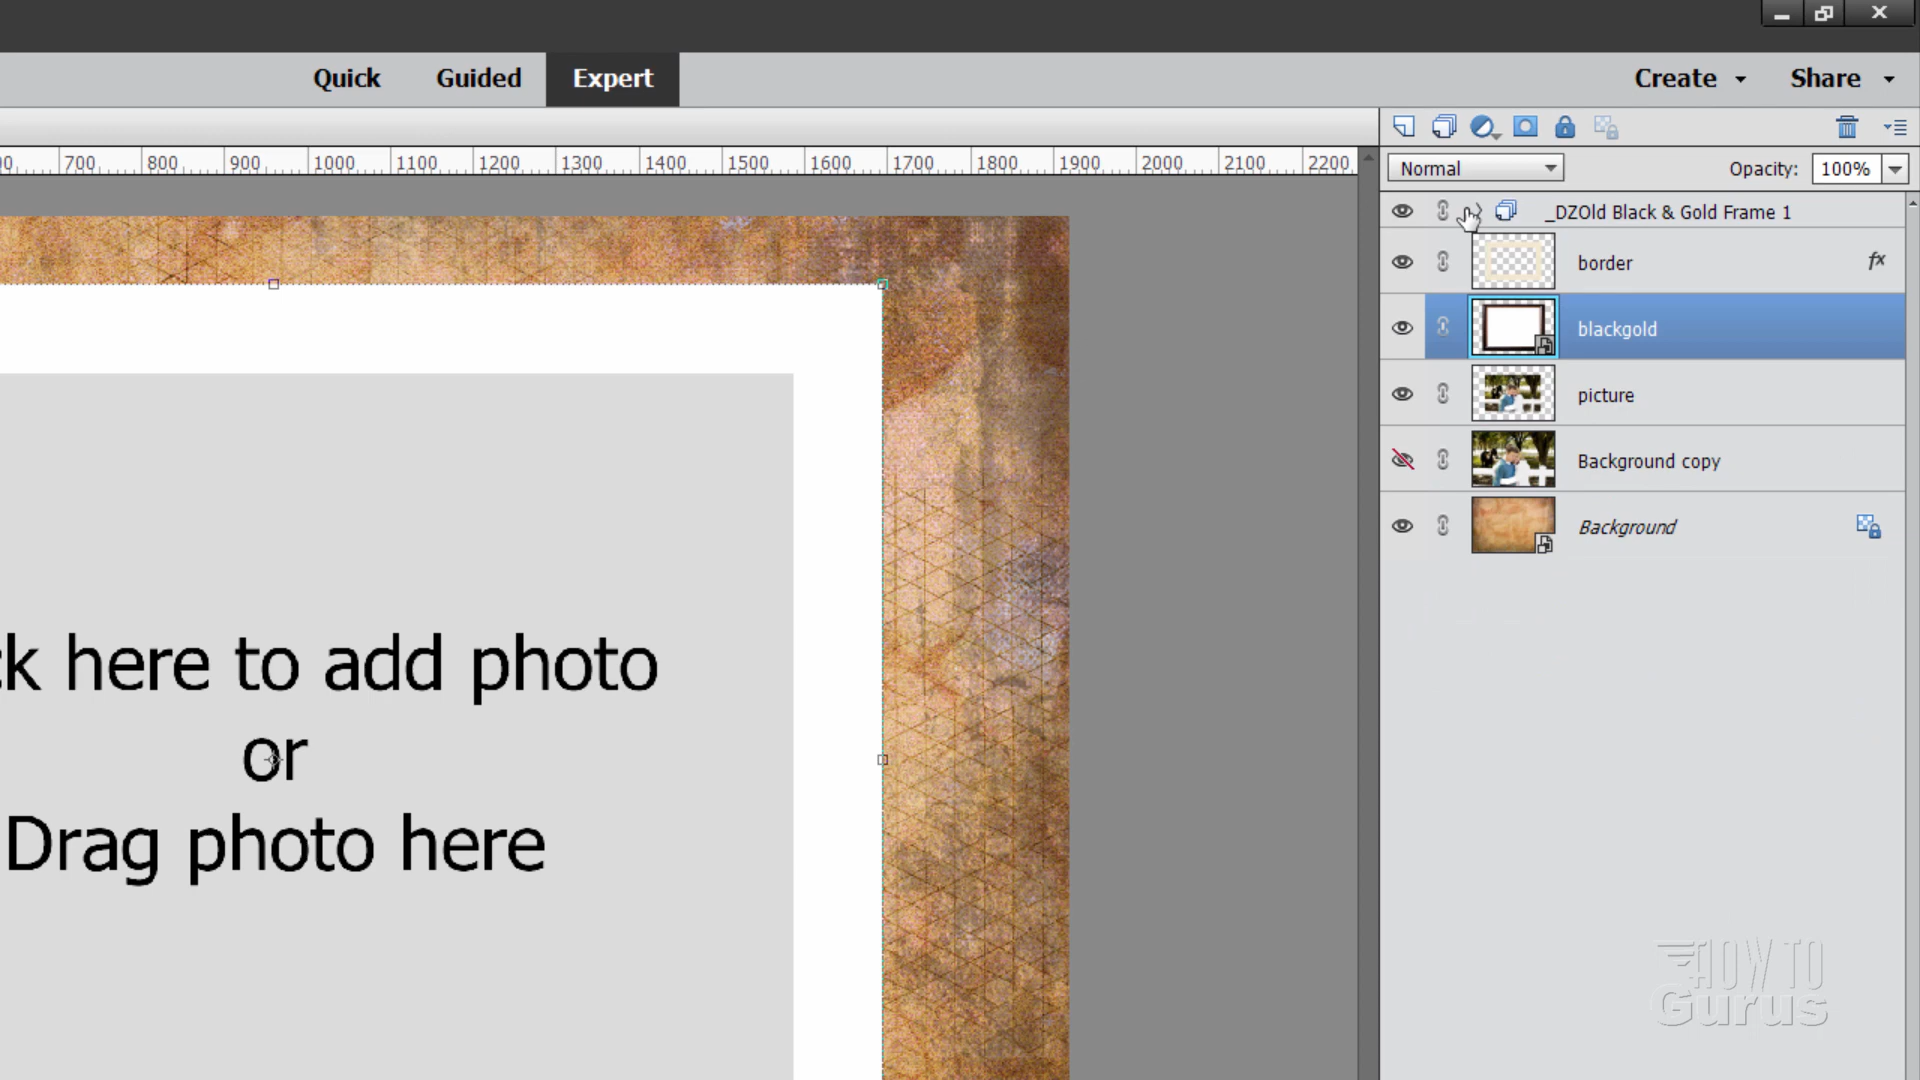 Quick Guided Expert Create Share
700 800 900 1000 1100 1200 1300 1400 1500 1600 1700 1800 1900 2000 2100 2200
Normal Opacity: 100%
_DZOld Black & Gold Frame 1
border fx
blackgold
picture
Background copy
Background
ck here to add photo
or
Drag photo here
HOW TO
Gurus